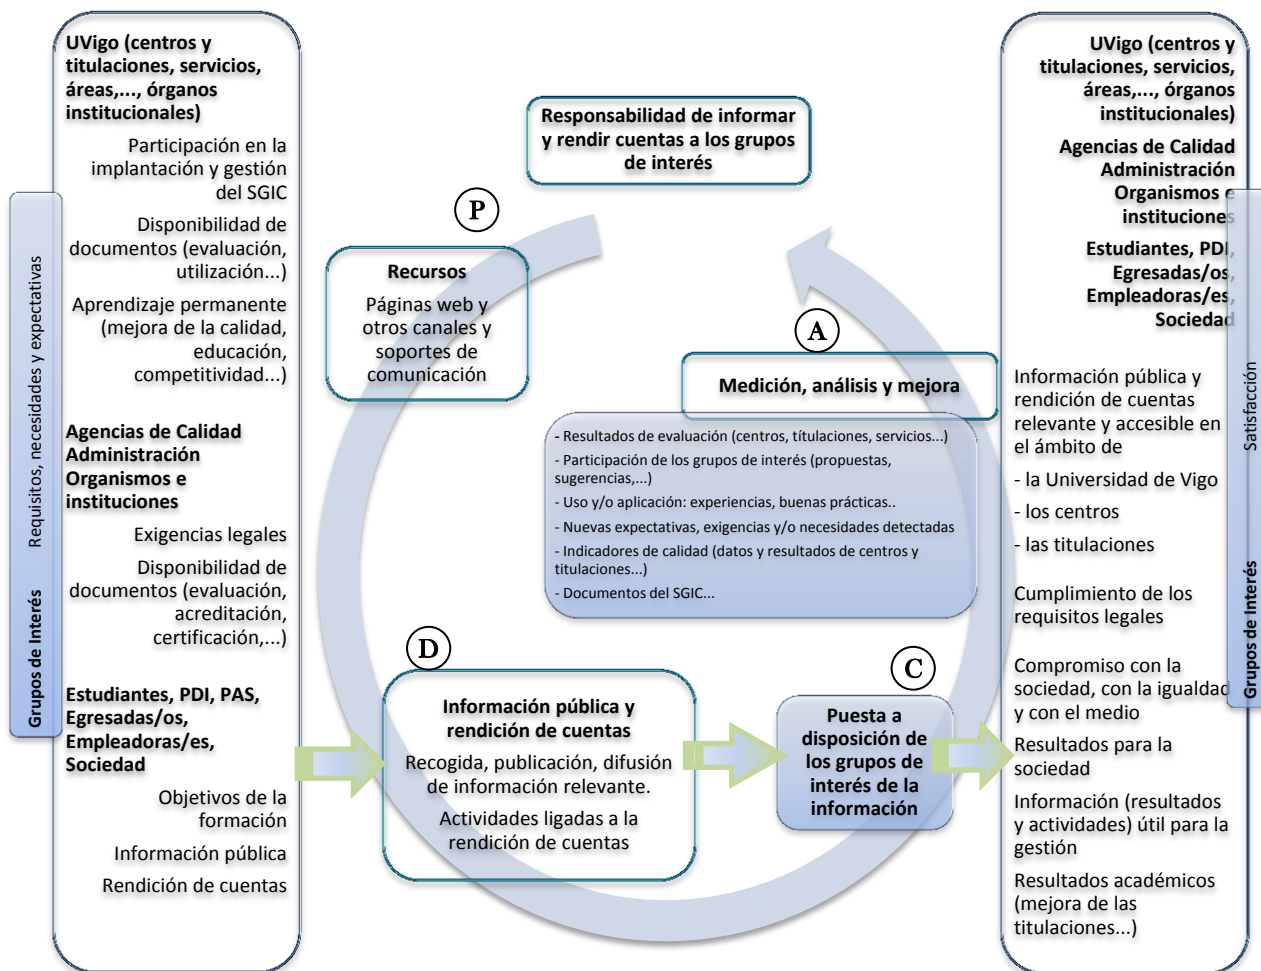 UVigo (centros y
titulaciones, servicios,
áreas,..., órganos
institucionales)
Participación en la
implantación y gestión
del SGIC
Disponibilidad de
documentos (evaluación,
utilización...)
Aprendizaje permanente
(mejora de la calidad,
educación,
competitividad...)
Agencias de Calidad
Administración
Organismos e
instituciones
Exigencias legales
Disponibilidad de
documentos (evaluación,
acreditación,
certificación,...)
Estudiantes, PDI, PAS,
Egresadas/os,
Empleadoras/es,
Sociedad
Objetivos de la
formación
Información pública
Rendición de cuentas
Grupos de Interés Requisitos, necesidades y expectativas
Responsabilidad de informar
y rendir cuentas a los grupos
de interés
P
Recursos
Páginas web y
otros canales y
soportes de
comunicación
A
Medición, análisis y mejora
- Resultados de evaluación (centros, títulaciones, servicios...)
- Participación de los grupos de interés (propuestas,
sugerencias,...)
- Uso y/o aplicación: experiencias, buenas prácticas..
- Nuevas expectativas, exigencias y/o necesidades detectadas
- Indicadores de calidad (datos y resultados de centros y
titulaciones...)
- Documentos del SGIC...
D
Información pública y
rendición de cuentas
Recogida, publicación, difusión
de información relevante.
Actividades ligadas a la
rendición de cuentas
C
Puesta a
disposición de
los grupos de
interés de la
información
UVigo (centros y
titulaciones, servicios,
áreas,..., órganos
institucionales)
Agencias de Calidad
Administración
Organismos e
instituciones
Estudiantes, PDI,
Egresadas/os,
Empleadoras/es,
Sociedad
Información pública y
rendición de cuentas
relevante y accesible en
el ámbito de
- la Universidad de Vigo
- los centros
- las titulaciones
Cumplimiento de los
requisitos legales
Compromiso con la
sociedad, con la igualdad
y con el medio
Resultados para la
sociedad
Información (resultados
y actividades) útil para la
gestión
Resultados académicos
(mejora de las
titulaciones...)
Grupos de Interés Satisfacción